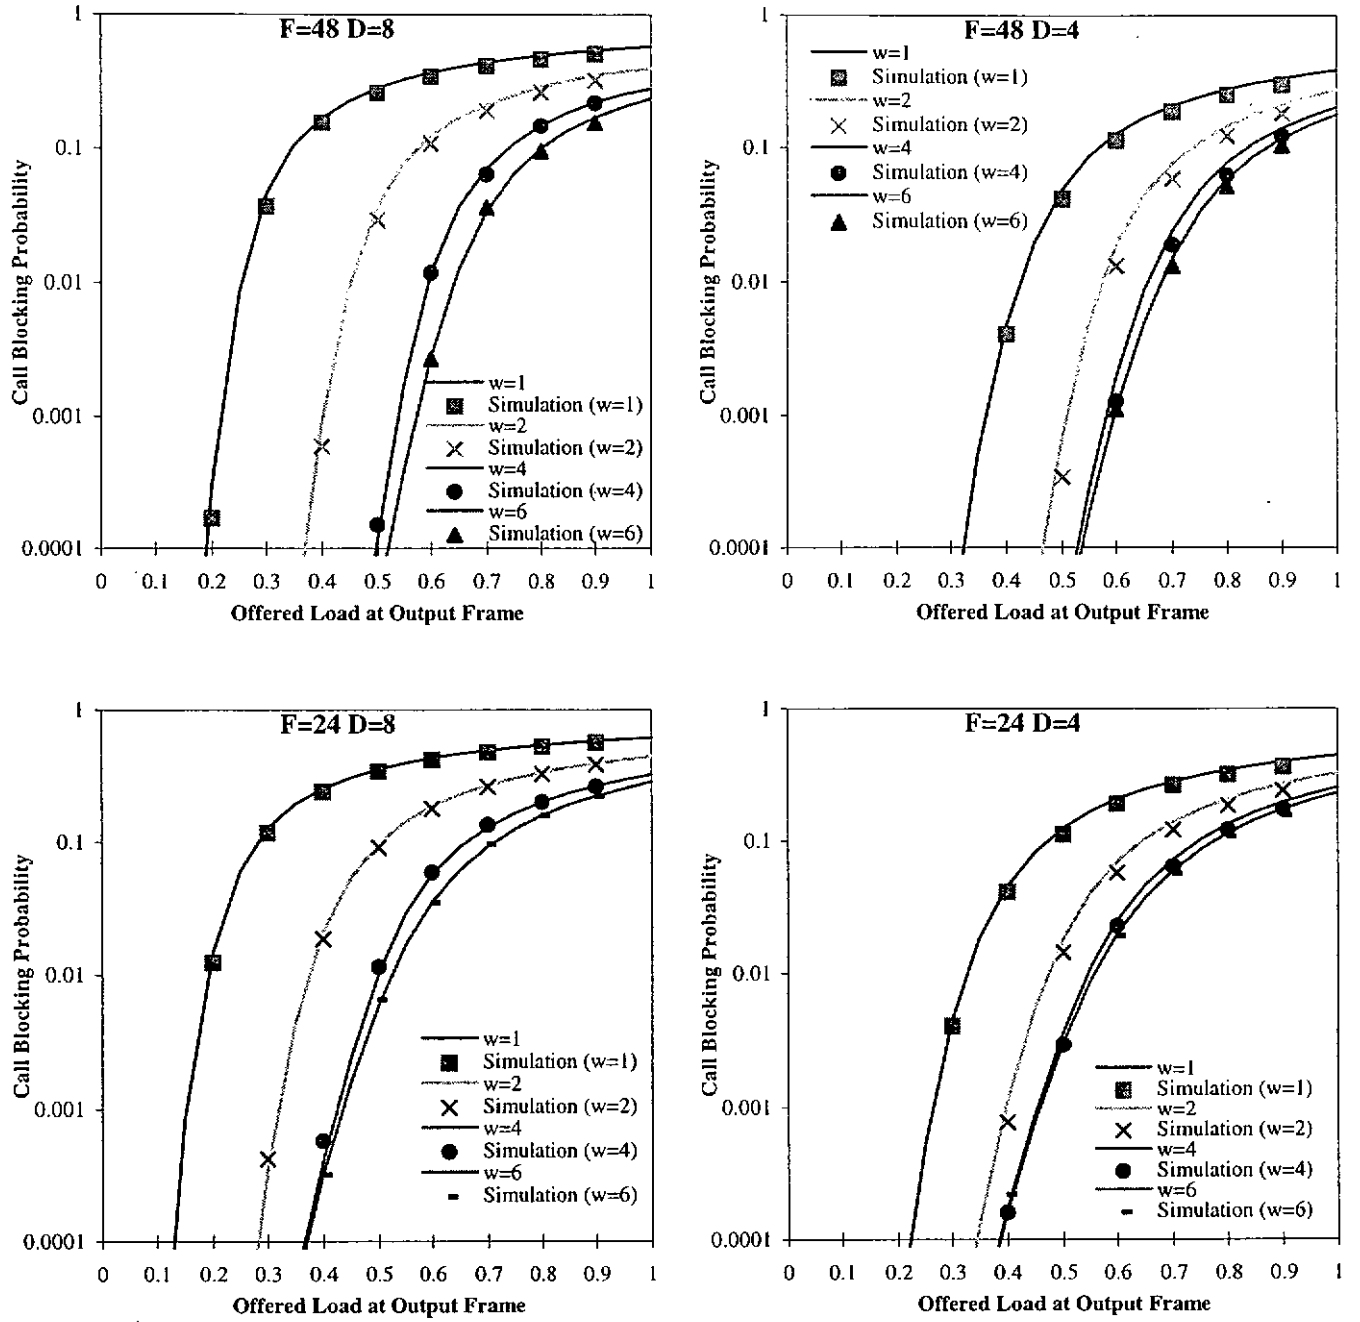 F=48 D=8
1
0.1
0.01
0.001
0.0001
Call Blocking Probability
w=1
Simulation (w=1)
w=2
Simulation (w=2)
w=4
Simulation (w=4)
w=6
Simulation (w=6)
0 0.1 0.2 0.3 0.4 0.5 0.6 0.7 0.8 0.9 1
Offered Load at Output Frame
F=48 D=4
1
0.1
0.01
0.001
0.0001
Call Blocking Probability
w=1
Simulation (w=1)
w=2
Simulation (w=2)
w=4
Simulation (w=4)
w=6
Simulation (w=6)
0 0.1 0.2 0.3 0.4 0.5 0.6 0.7 0.8 0.9 1
Offered Load at Output Frame
F=24 D=8
1
0.1
0.01
0.001
0.0001
Call Blocking Probability
w=1
Simulation (w=1)
w=2
Simulation (w=2)
w=4
Simulation (w=4)
w=6
Simulation (w=6)
0 0.1 0.2 0.3 0.4 0.5 0.6 0.7 0.8 0.9 1
Offered Load at Output Frame
F=24 D=4
1
0.1
0.01
0.001
0.0001
Call Blocking Probability
w=1
Simulation (w=1)
w=2
Simulation (w=2)
w=4
Simulation (w=4)
w=6
Simulation (w=6)
0 0.1 0.2 0.3 0.4 0.5 0.6 0.7 0.8 0.9 1
Offered Load at Output Frame